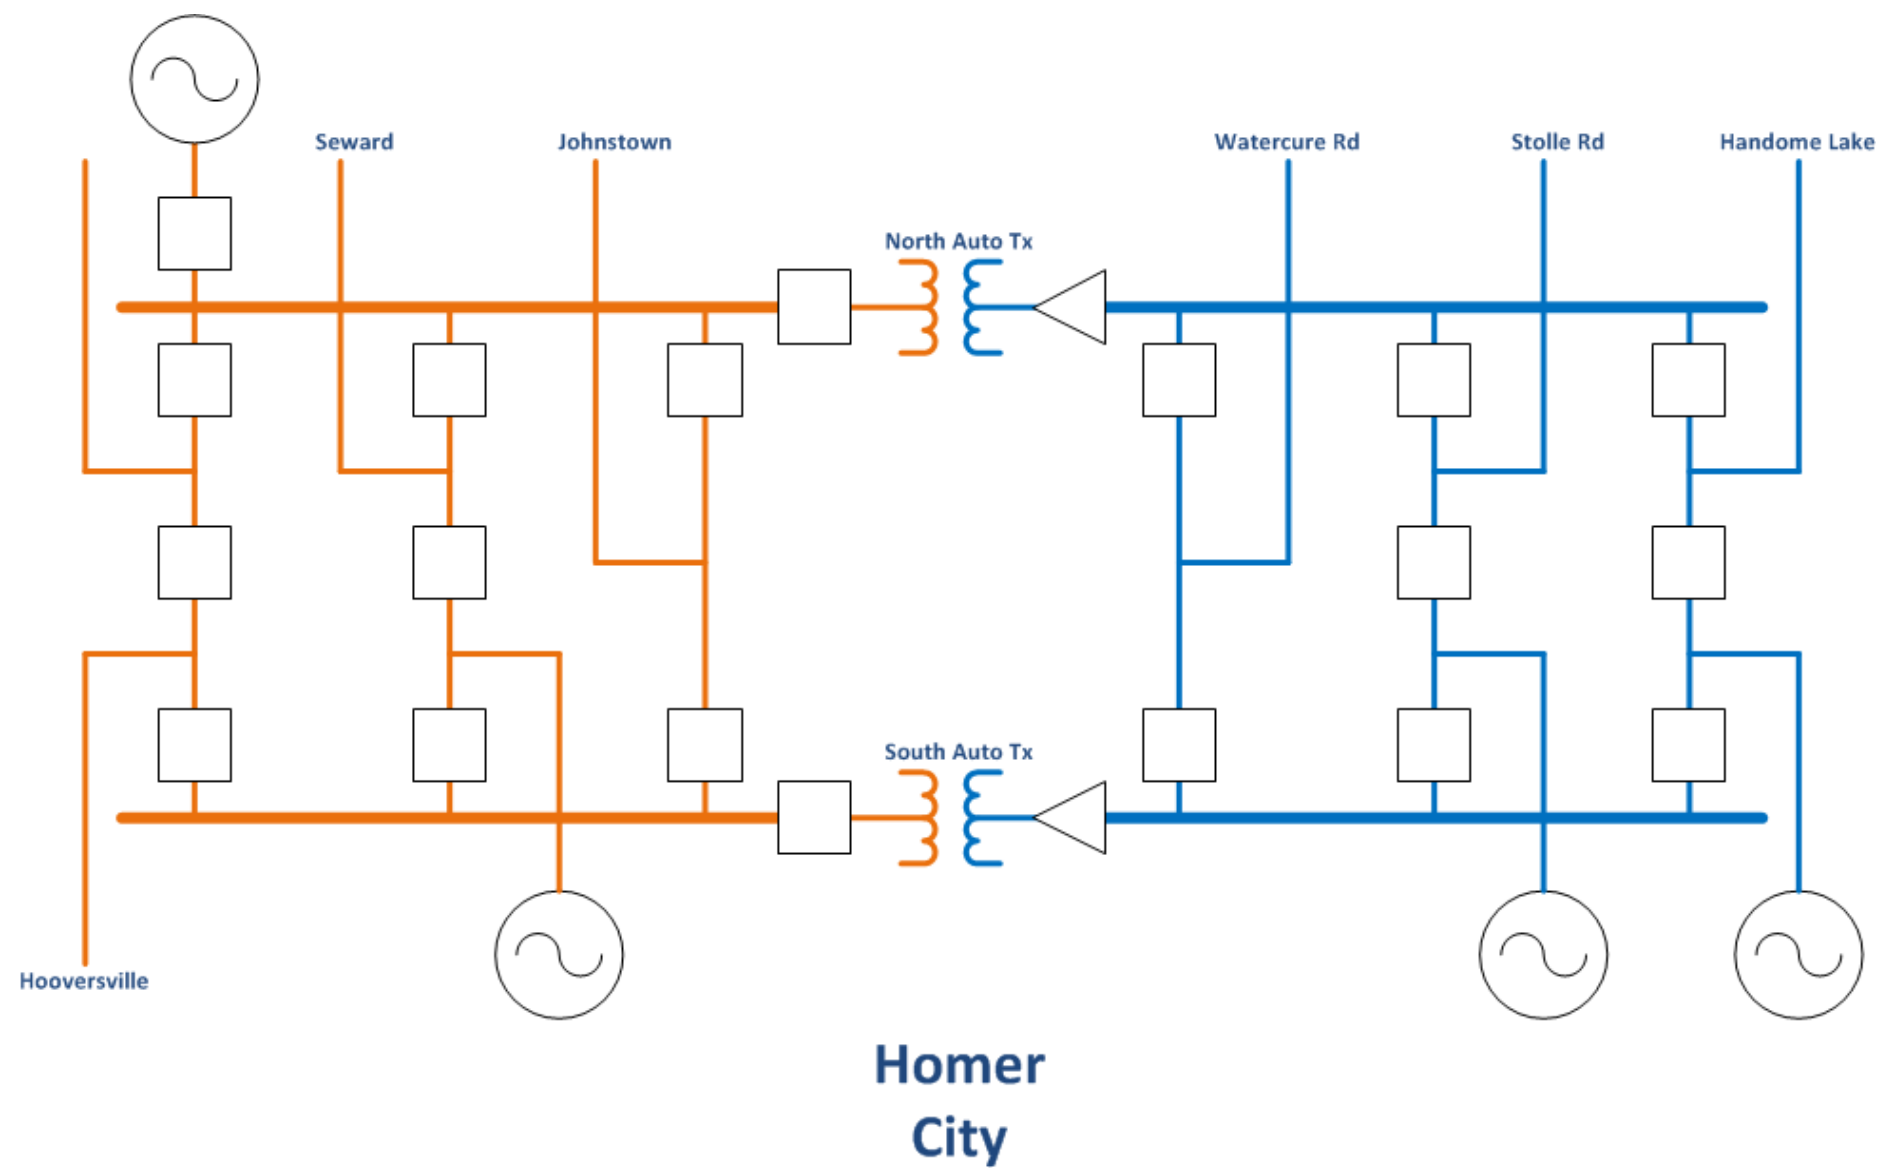 Seward
Johnstown
Watercure Rd
Stolle Rd
Handome Lake
North Auto Tx
South Auto Tx
Hooversville
Homer
City